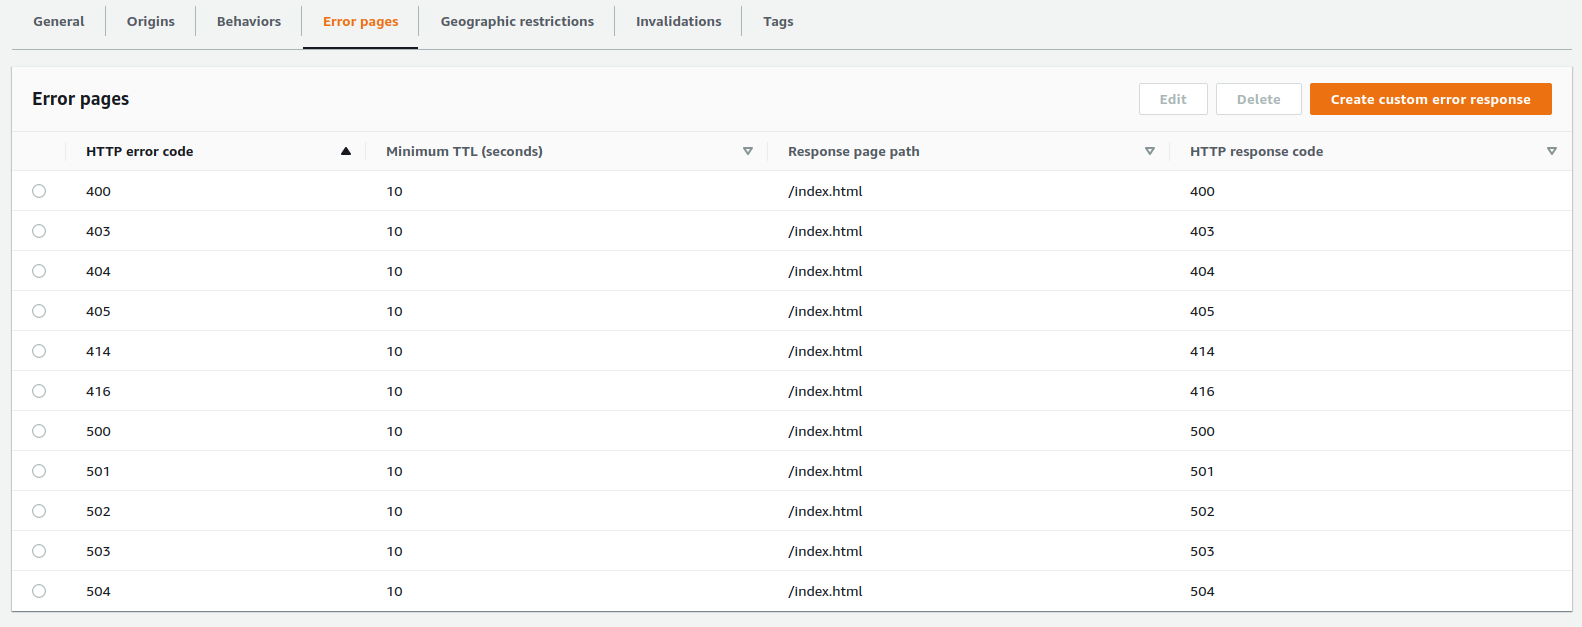 General Origins Behaviors Error pages Geographic restrictions Invalidations Tags
Error pages Edit Delete Create custom error response
HTTP error code Minimum TTL (seconds) Response page path HTTP response code
400 10 /index.html 400
403 10 /index.html 403
404 10 /index.html 404
405 10 /index.html 405
414 10 /index.html 414
416 10 /index.html 416
500 10 /index.html 500
501 10 /index.html 501
502 10 /index.html 502
503 10 /index.html 503
504 10 /index.html 504